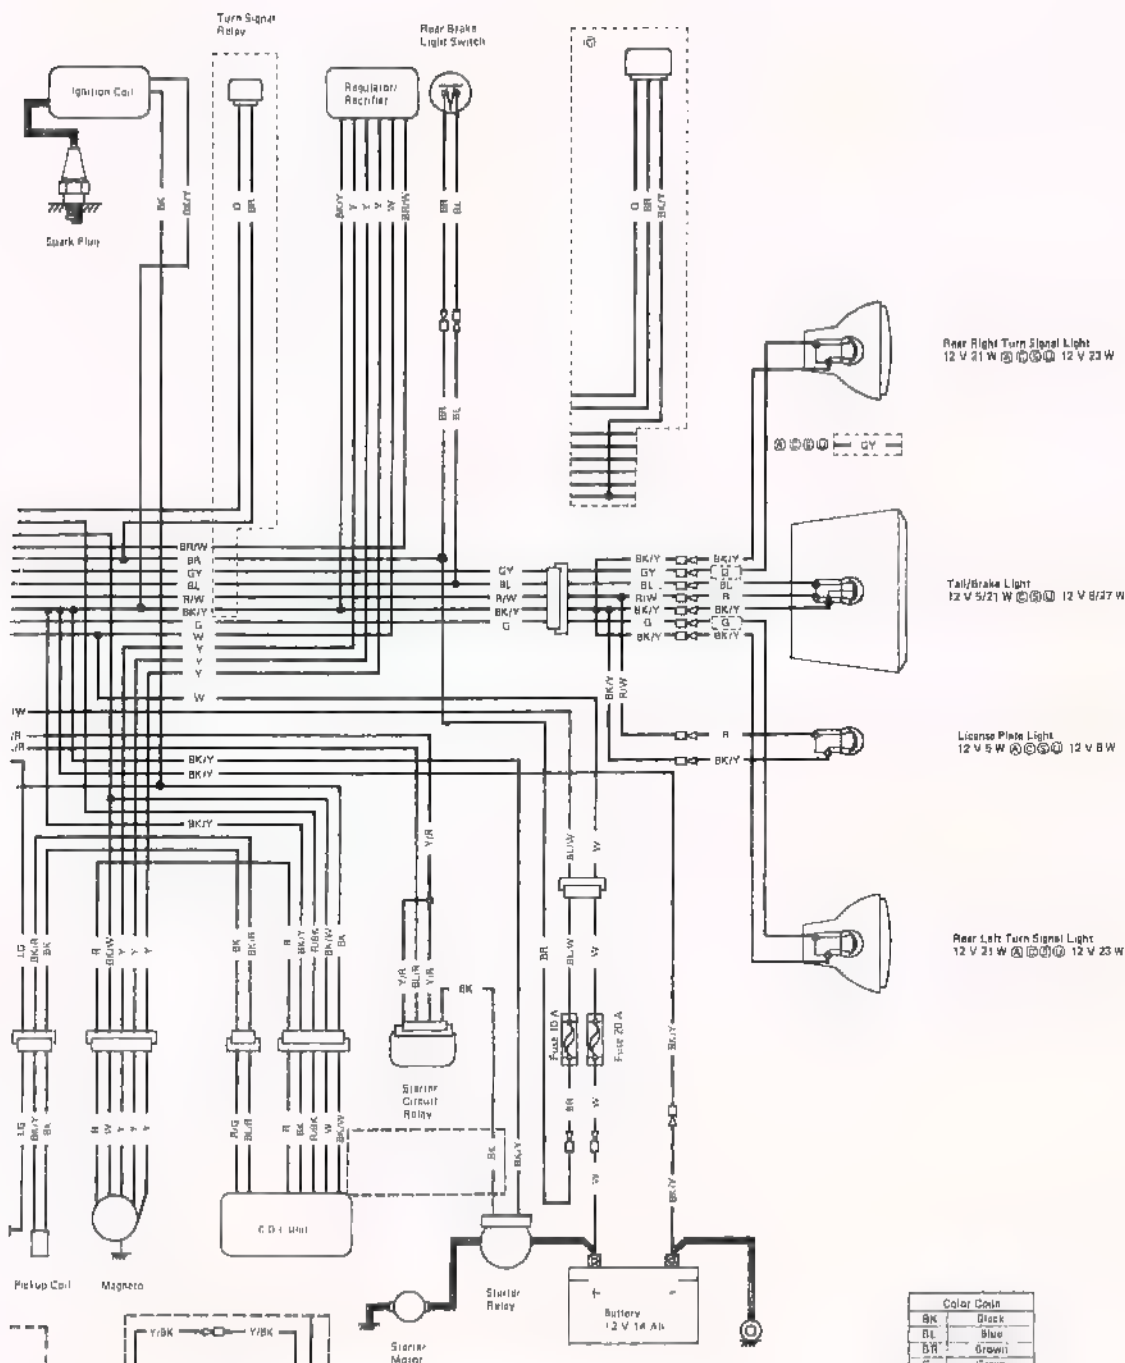 Turn Signal
Relay
Rear Brake
Light Switch
Ignition Coil
Regulator/
Rectifier
Spark Plug
BK
BK/Y
G
BR
BK/Y
Y
Y
Y
W
BR/W
BR
BL
G
BR
BK/Y
BR
BL
Rear Right Turn Signal Light
12 V 21 W Ⓐ Ⓒ Ⓢ Ⓤ 12 V 23 W
Ⓐ Ⓒ Ⓢ Ⓤ GY
BR/W
BR
GY
BL
R/W
BK/Y
G
W
Y
Y
Y
W
GY
BL
R/W
BK/Y
G
BK/Y
GY
BL
R/W
BK/Y
G
BK/Y
BK/Y
G
BL
R
BK/Y
G
BK/Y
Tail/Brake Light
12 V 5/21 W Ⓒ Ⓢ Ⓤ 12 V 8/27 W
BK/Y
R/W
/W
/R
/R
R
BK/Y
License Plate Light
12 V 5 W Ⓐ Ⓒ Ⓢ Ⓤ 12 V 8 W
BK/Y
BK/Y
BK/Y
Y/R
BL/W
W
LG
BK/R
BK
R
BK/W
Y
Y
Y
BK
BK/R
R
BK/Y
R/BK
BK/W
BK
Y/R
BL/R
Y/R
BK
BR
BL/W
W
Rear Left Turn Signal Light
12 V 21 W Ⓐ Ⓒ Ⓢ Ⓤ 12 V 23 W
Fuse 10 A
Fuse 20 A
BK/Y
Starter
Circuit
Relay
LG
BK/Y
BK
R
W
Y
Y
Y
R/G
BL/R
R
BK
R/BK
W
BK/W
BK
BK/Y
BR
W
W
BK/Y
C.D.I. Unit
Pickup Coil
Magneto
Starter
Relay
Battery
12 V 14 Ah
Starter
Motor
Y/BK
Y/BK
Color Code
BK Black
BL Blue
BR Brown